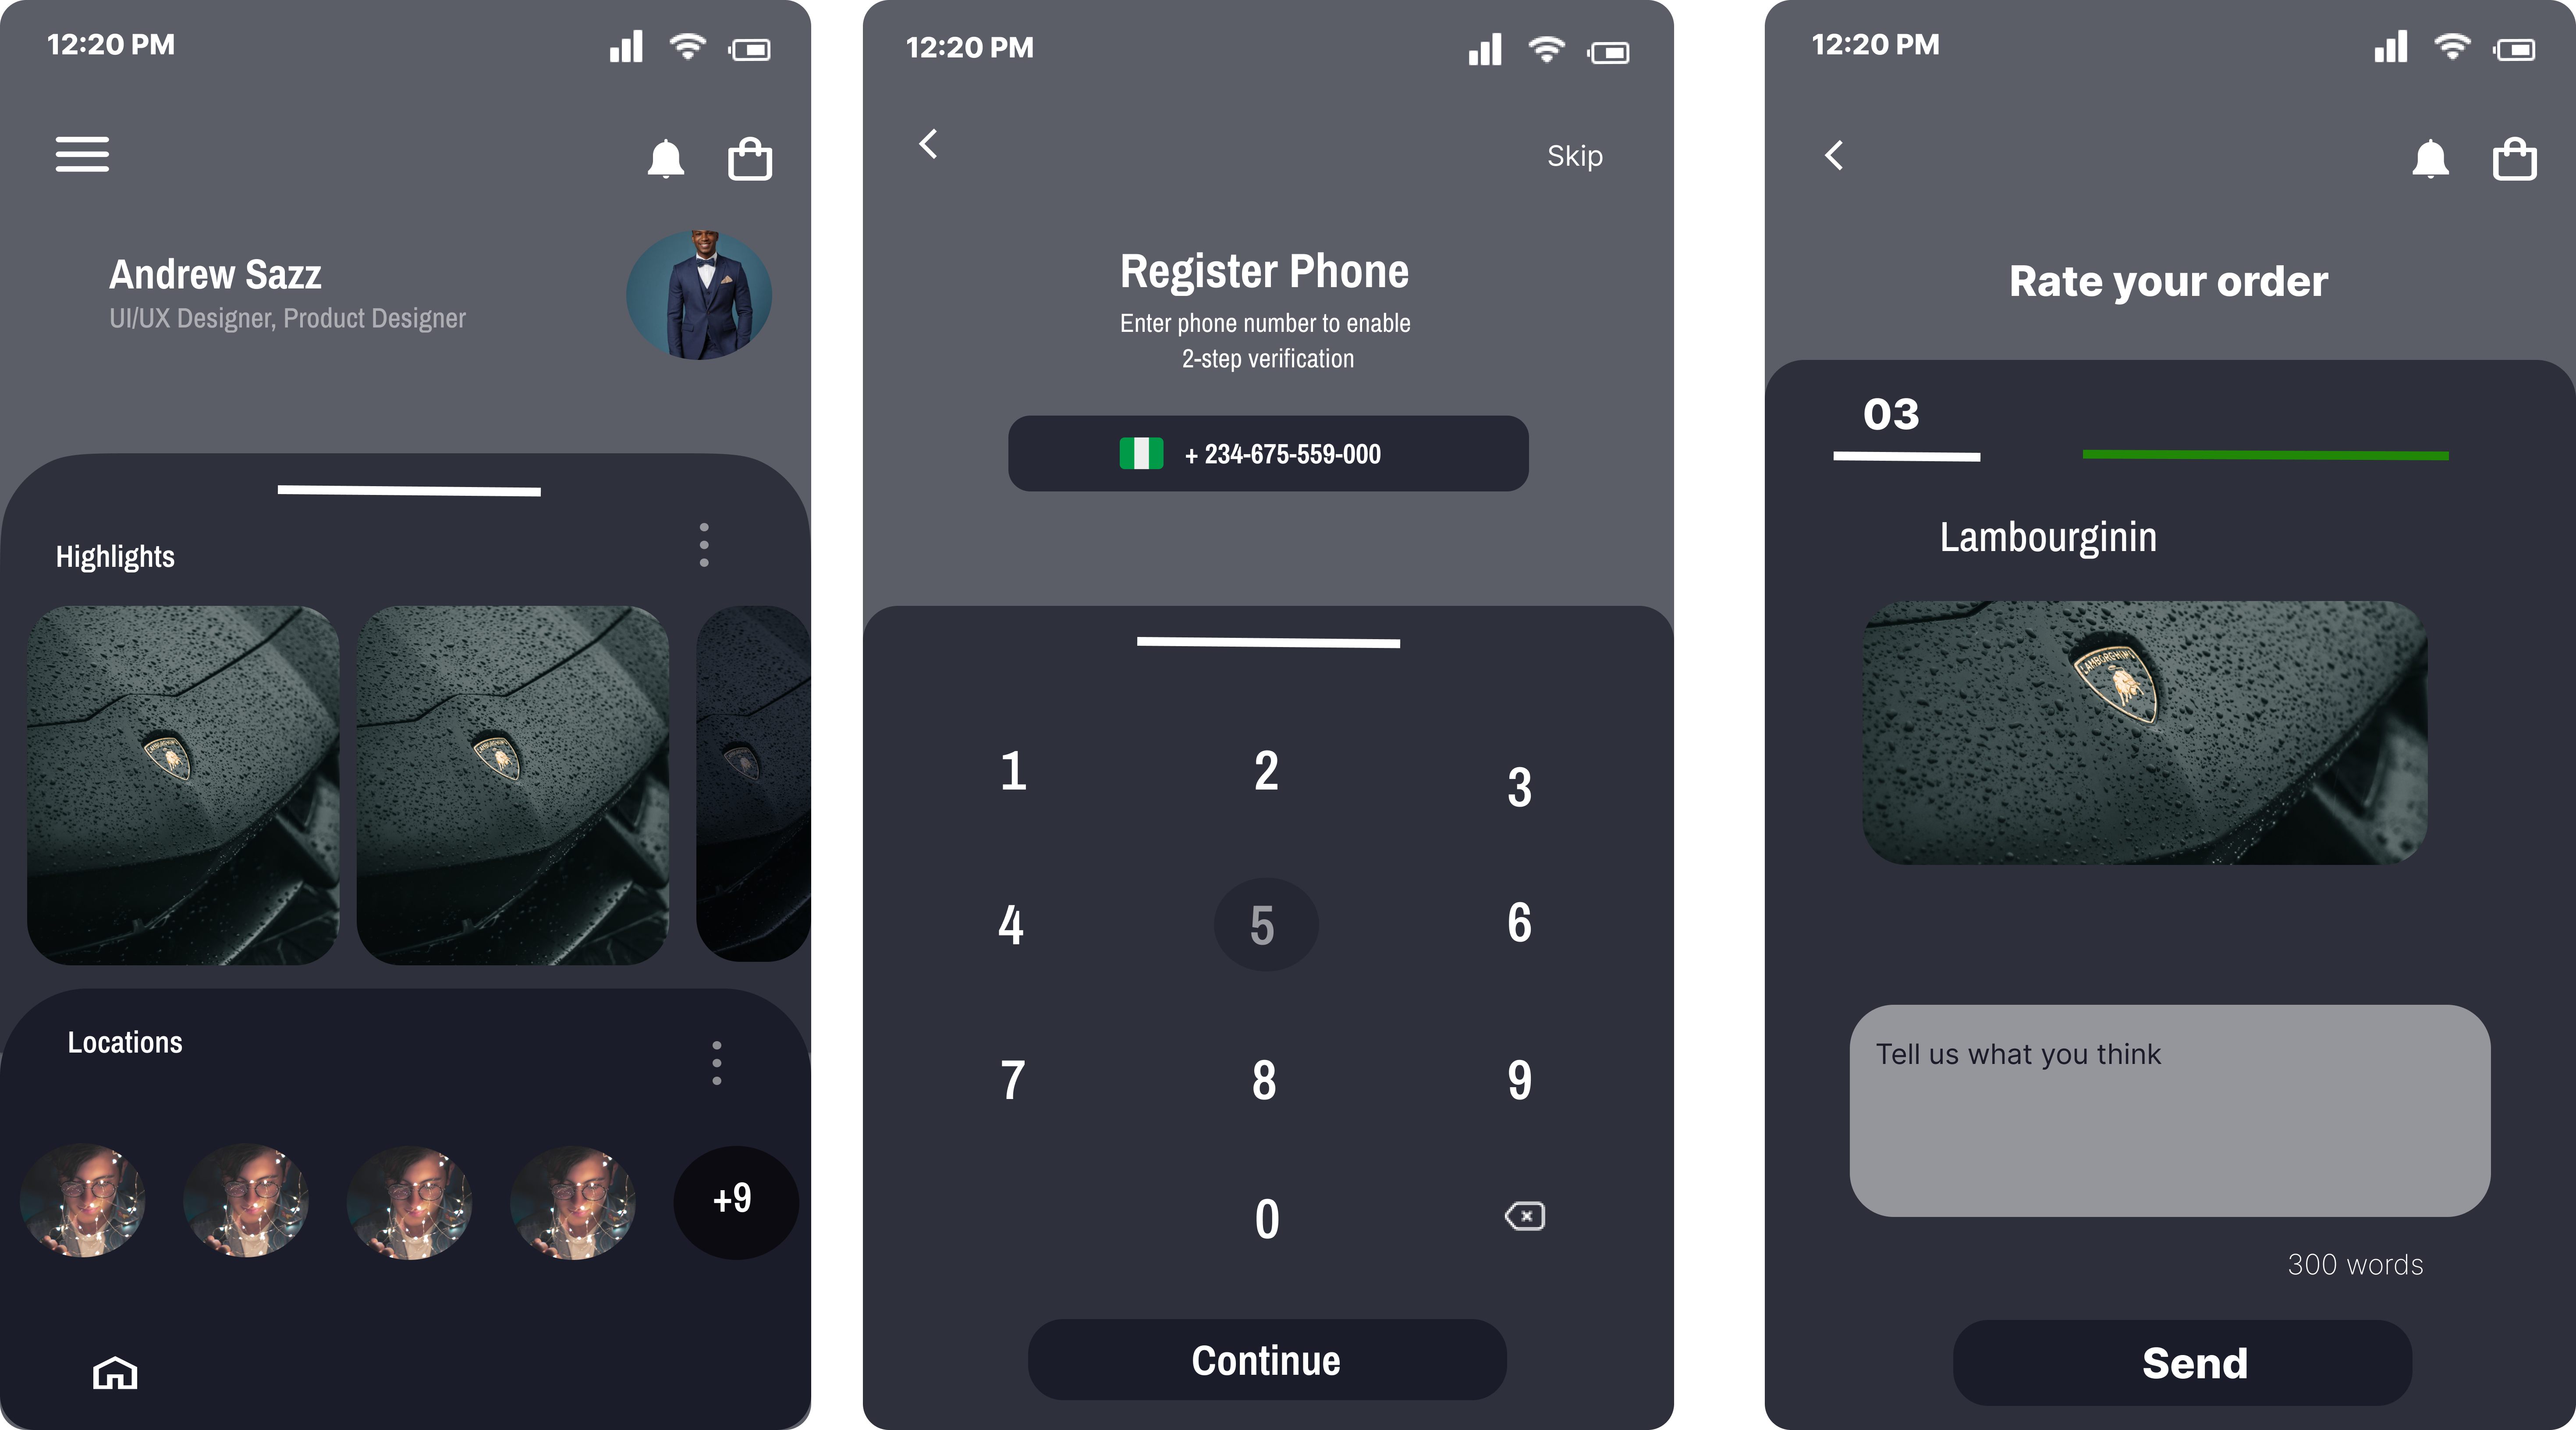 12:20 PM
Andrew Sazz
UI/UX Designer, Product Designer
Highlights
LAMBORGHINI
LAMBORGHINI
Locations
+9
12:20 PM
Skip
Register Phone
Enter phone number to enable
2-step verification
+ 234-675-559-000
1 2 3
4 5 6
7 8 9
0
Continue
12:20 PM
Rate your order
03
Lambourginin
LAMBORGHINI
Tell us what you think
300 words
Send